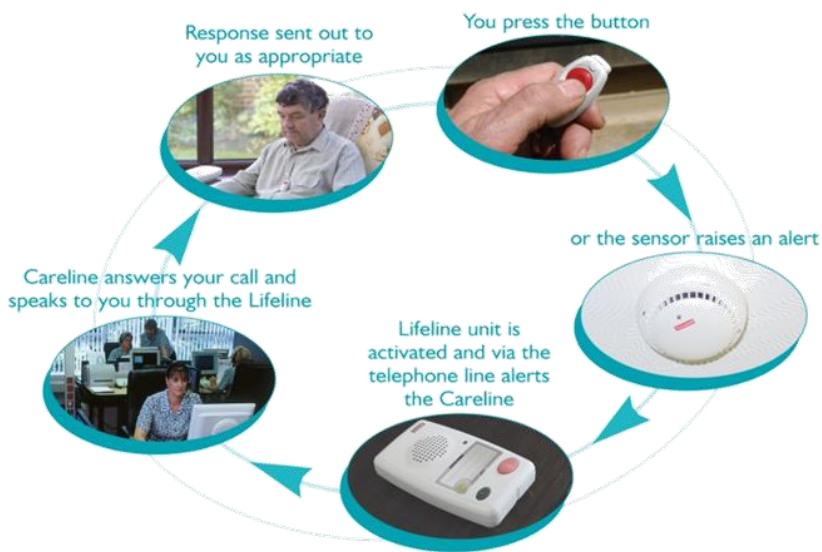 You press the button
or the sensor raises an alert
Lifeline unit is
activated and via the
telephone line alerts
the Careline
Careline answers your call and
speaks to you through the Lifeline
Response sent out to
you as appropriate